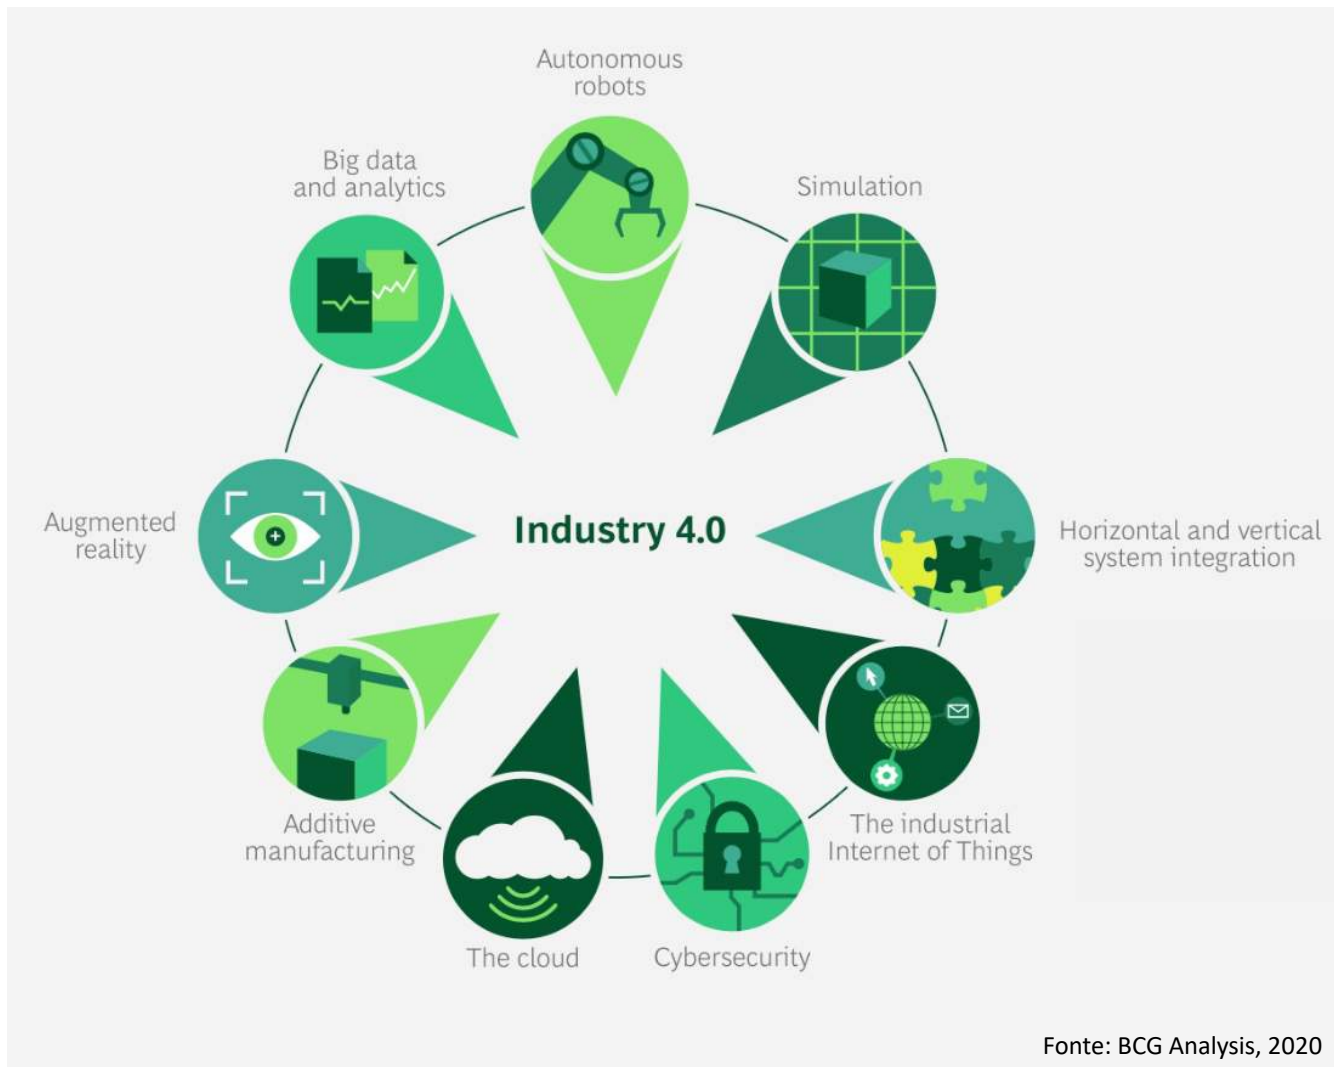 Autonomous
robots
Big data
and analytics
Simulation
Augmented
reality
Industry 4.0
Horizontal and vertical
system integration
Additive
manufacturing
The industrial
Internet of Things
The cloud
Cybersecurity
Fonte: BCG Analysis, 2020